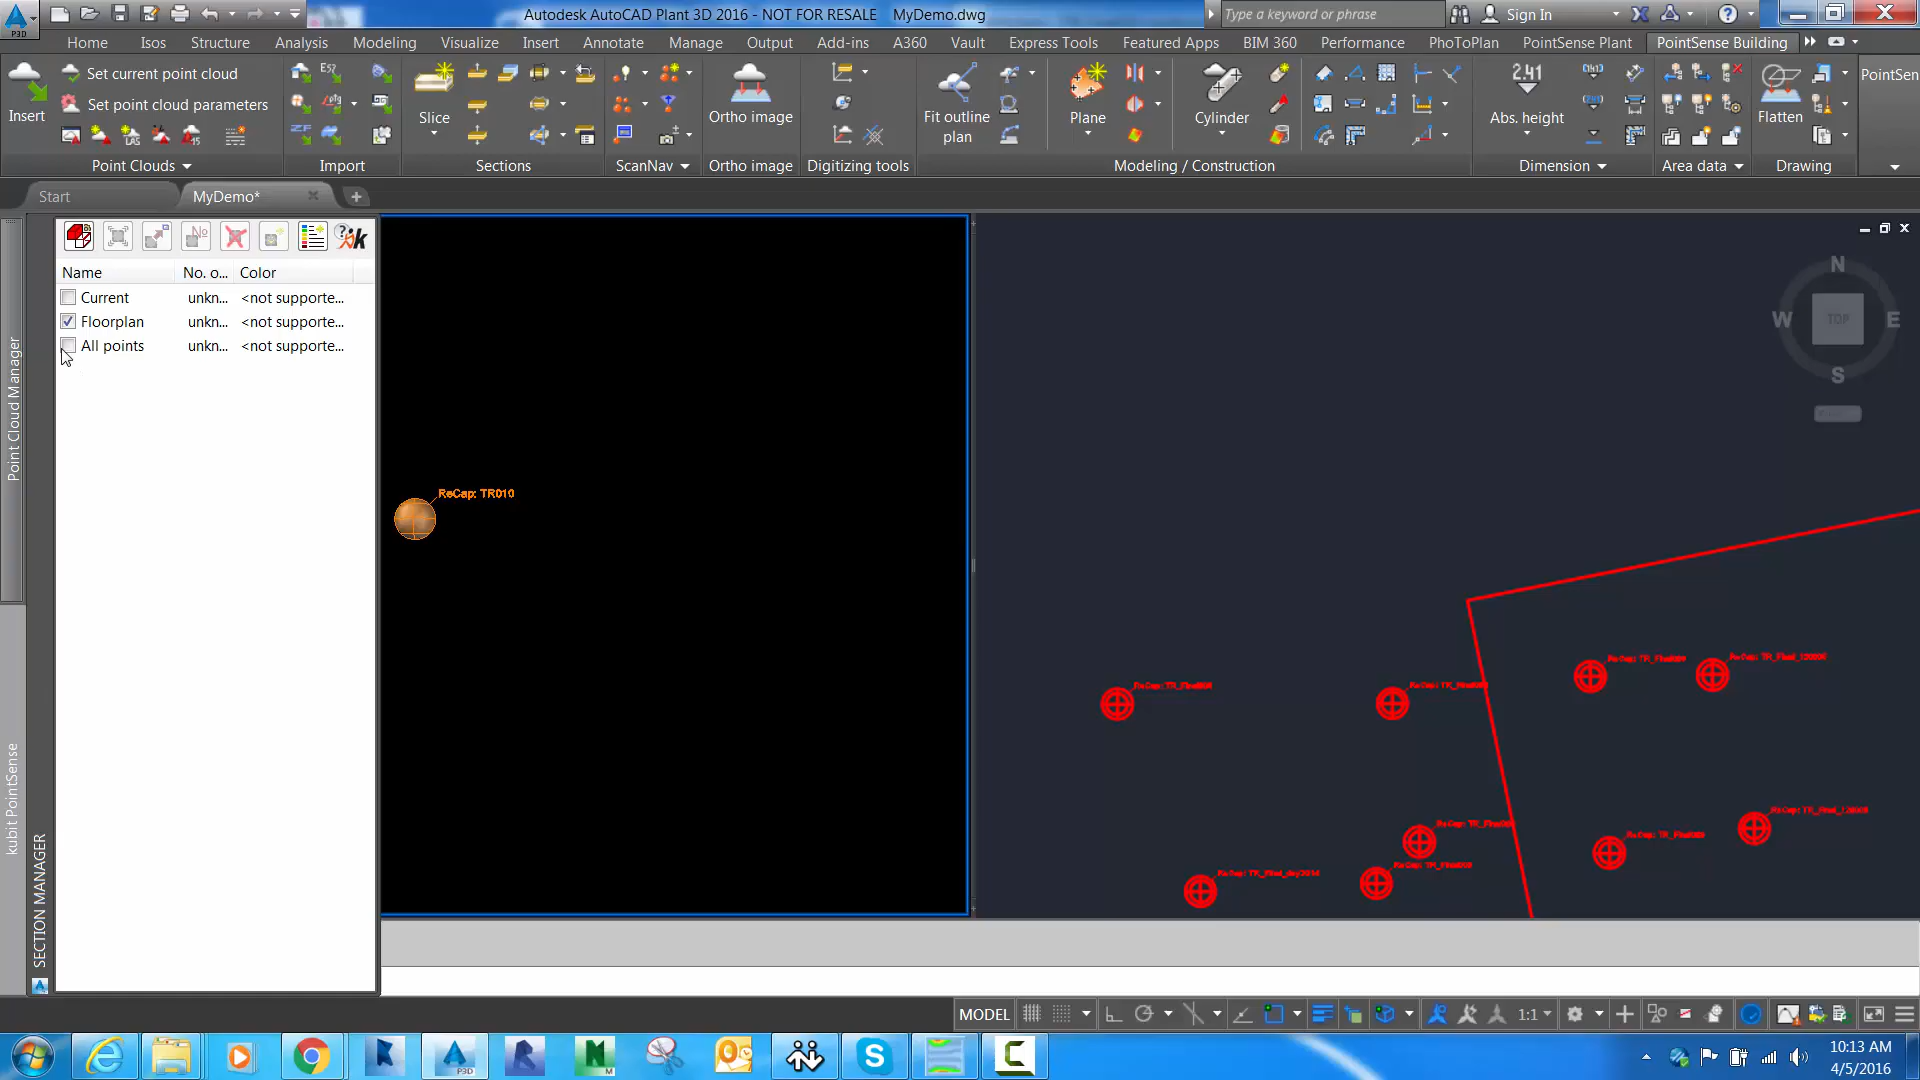 Autodesk AutoCAD Plant 3D 2016 - NOT FOR RESALE MyDemo.dwg
Type a keyword or phrase
Sign In
P3D
Home Isos Structure Analysis Modeling Visualize Insert Annotate Manage Output Add-ins A360 Vault Express Tools Featured Apps BIM 360 Performance PhoToPlan PointSense Plant PointSense Building
Set current point cloud
Set point cloud parameters
Insert
Slice
Ortho image
Fit outline
plan
Plane
Cylinder
2.41
Abs. height
Flatten
PointSen
Point Clouds Import Sections ScanNav Ortho image Digitizing tools Modeling / Construction Dimension Area data Drawing
Start MyDemo*
Name No. o... Color
Current unkn... <not supporte...
Floorplan unkn... <not supporte...
All points unkn... <not supporte...
Point Cloud Manager
kubit PointSense
SECTION MANAGER
ReCap: TR010
N
W TOP E
S
MODEL 1:1
10:13 AM
4/5/2016